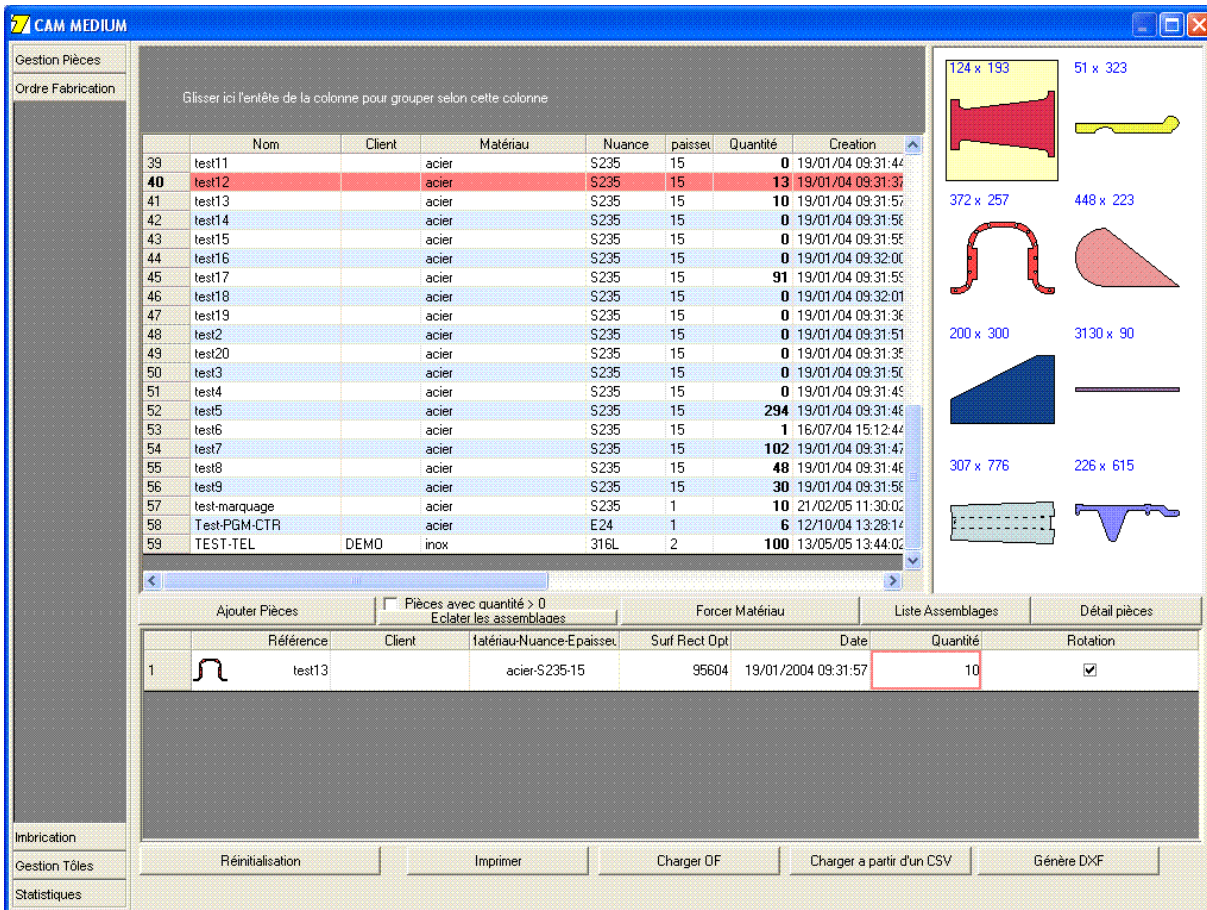 CAM MEDIUM
Gestion Pièces
Ordre Fabrication
Glisser ici l'entête de la colonne pour grouper selon cette colonne
Nom Client Matériau Nuance paisseu Quantité Creation
39 test11 acier S235 15 0 19/01/04 09:31:44
40 test12 acier S235 15 13 19/01/04 09:31:37
41 test13 acier S235 15 10 19/01/04 09:31:57
42 test14 acier S235 15 0 19/01/04 09:31:58
43 test15 acier S235 15 0 19/01/04 09:31:55
44 test16 acier S235 15 0 19/01/04 09:32:00
45 test17 acier S235 15 91 19/01/04 09:31:59
46 test18 acier S235 15 0 19/01/04 09:32:01
47 test19 acier S235 15 0 19/01/04 09:31:36
48 test2 acier S235 15 0 19/01/04 09:31:51
49 test20 acier S235 15 0 19/01/04 09:31:35
50 test3 acier S235 15 0 19/01/04 09:31:50
51 test4 acier S235 15 0 19/01/04 09:31:49
52 test5 acier S235 15 294 19/01/04 09:31:48
53 test6 acier S235 15 1 16/07/04 15:12:44
54 test7 acier S235 15 102 19/01/04 09:31:47
55 test8 acier S235 15 48 19/01/04 09:31:46
56 test9 acier S235 15 30 19/01/04 09:31:58
57 test-marquage acier S235 1 10 21/02/05 11:30:02
58 Test-PGM-CTR acier E24 1 6 12/10/04 13:28:14
59 TEST-TEL DEMO inox 316L 2 100 13/05/05 13:44:02
124 x 193 51 x 323
372 x 257 448 x 223
200 x 300 3130 x 90
307 x 776 226 x 615
Ajouter Pièces Pièces avec quantité > 0 Forcer Matériau Liste Assemblages Détail pièces
Eclater les assemblages
Référence Client Matériau-Nuance-Epaisseu Surf Rect Opt Date Quantité Rotation
1 test13 acier-S235-15 95604 19/01/2004 09:31:57 10
Imbrication
Gestion Tôles
Statistiques
Réinitialisation Imprimer Charger OF Charger a partir d'un CSV Génère DXF